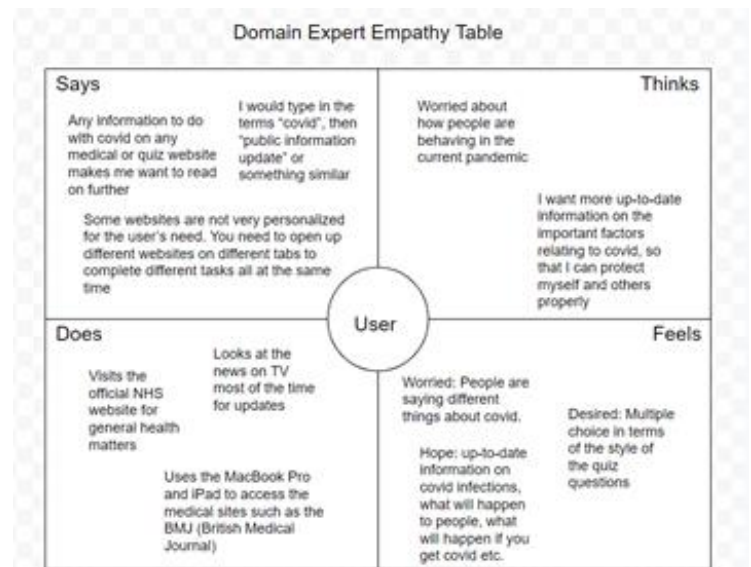 Domain Expert Empathy Table
Says
Any information to do
with covid on any
medical or quiz website
makes me want to read
on further
I would type in the
terms “covid”, then
“public information
update” or
something similar
Some websites are not very personalized
for the user's need. You need to open up
different websites on different tabs to
complete different tasks all at the same
time
Thinks
Worried about
how people are
behaving in the
current pandemic
I want more up-to-date
information on the
important factors
relating to covid, so
that I can protect
myself and others
properly
User
Does
Visits the
official NHS
website for
general health
matters
Looks at the
news on TV
most of the time
for updates
Uses the MacBook Pro
and iPad to access the
medical sites such as the
BMJ (British Medical
Journal)
Feels
Worried: People are
saying different
things about covid.
Hope: up-to-date
information on
covid infections,
what will happen
to people, what
will happen if you
get covid etc.
Desired: Multiple
choice in terms
of the style of
the quiz
questions